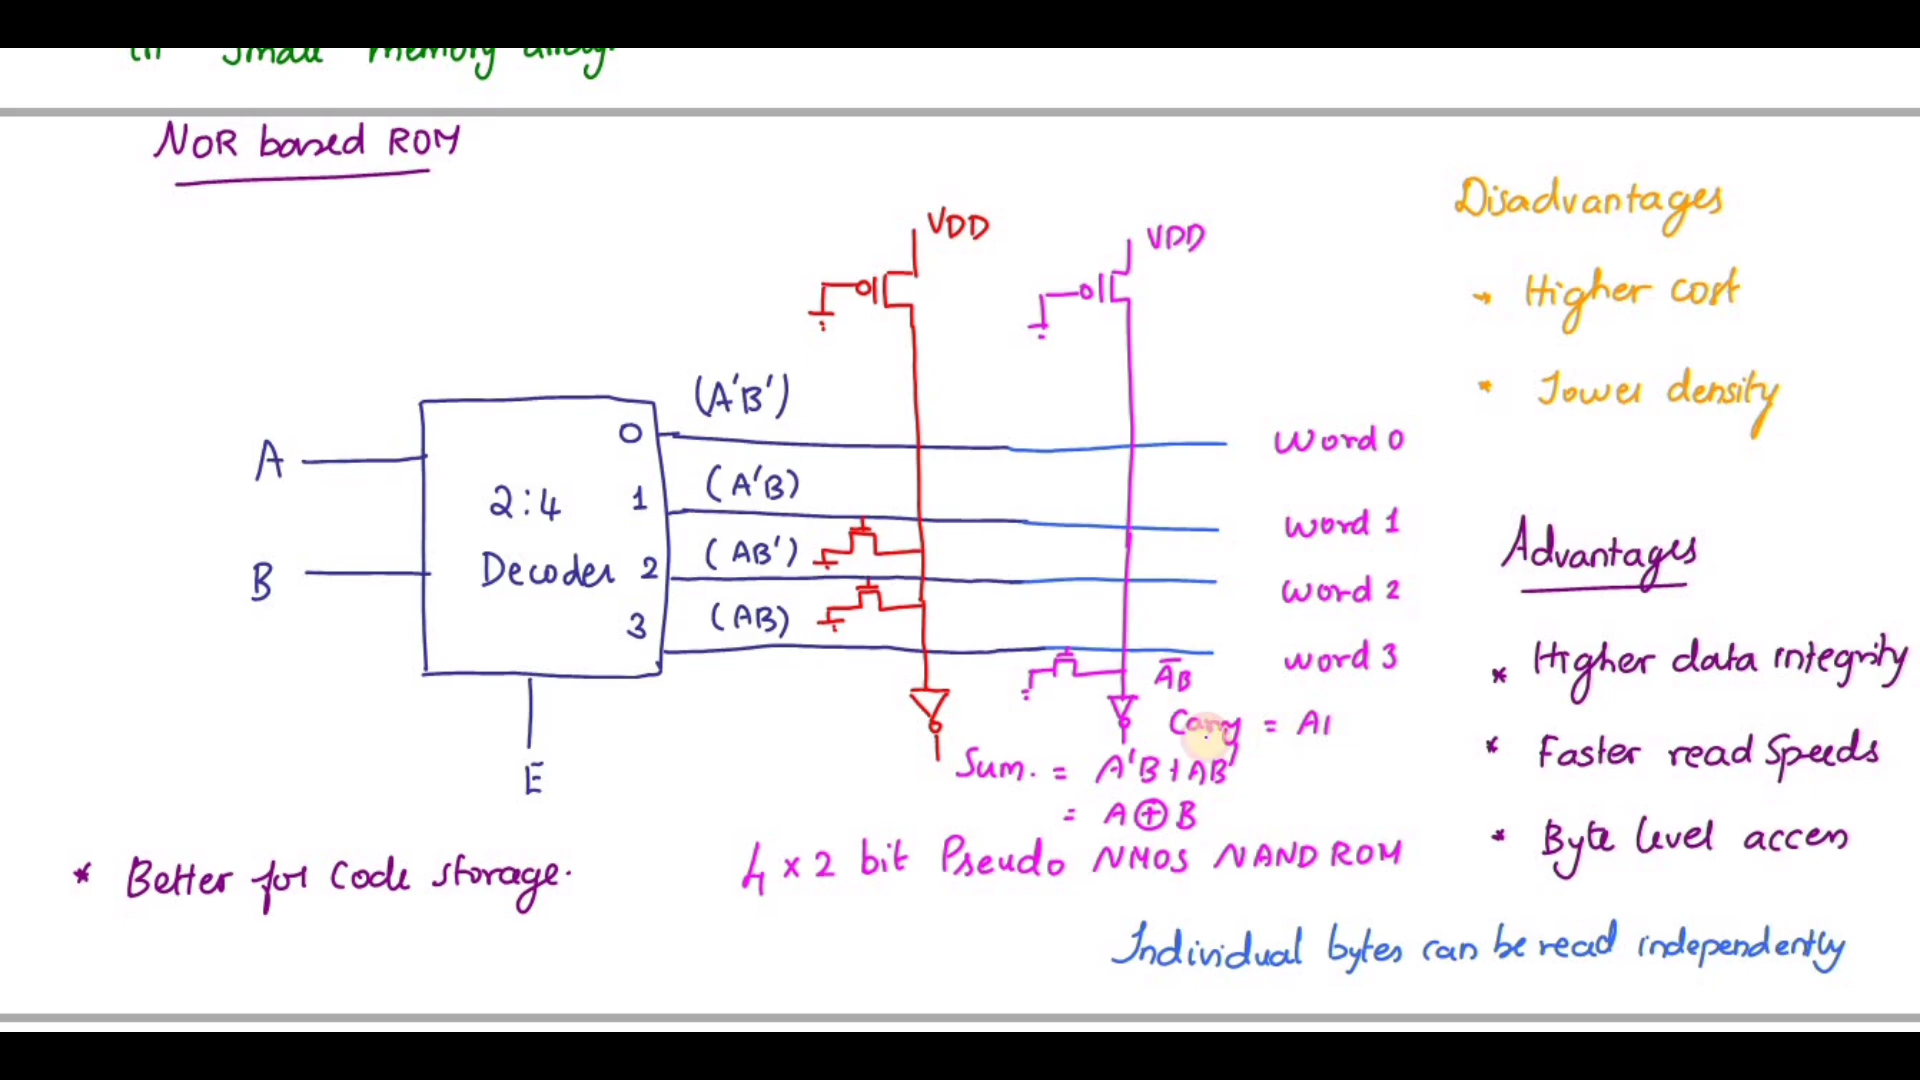 NOR based ROM
VDD
VDD
Disadvantages
Higher cost
* lower density
(A'B')
0
Word 0
A
(A'B)
2:4
1
Word 1
Advantages
(AB')
Decoder 2
Word 2
B
(AB)
3
Word 3
A̅B
* Higher data integrity
Carry = A1
* Faster read Speeds
Sum. = A'B + AB'
E
= A ⊕ B
* Byte level access
4 x 2 bit Pseudo NMOS NAND ROM
* Better for Code storage.
Individual bytes can be read independently